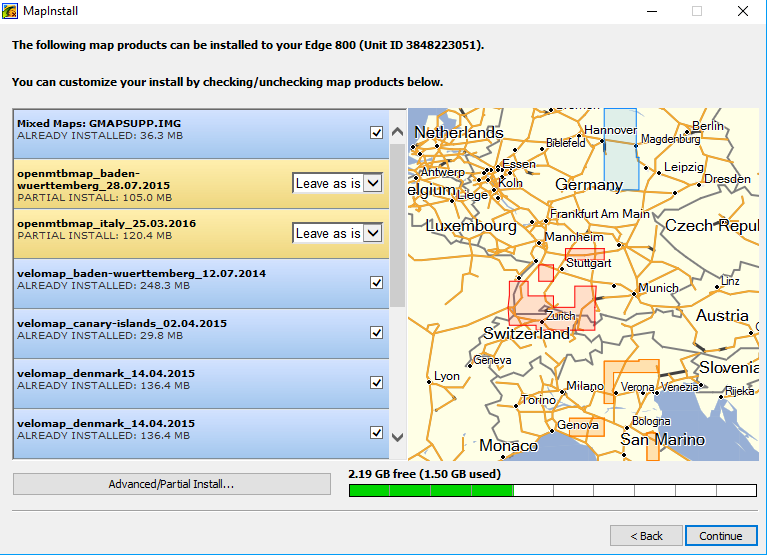 MapInstall
The following map products can be installed to your Edge 800 (Unit ID 3848223051).
You can customize your install by checking/unchecking map products below.
Mixed Maps: GMAPSUPP.IMG
ALREADY INSTALLED: 36.3 MB
openmtbmap_baden-
wuerttemberg_28.07.2015
PARTIAL INSTALL: 105.0 MB
Leave as is
openmtbmap_italy_25.03.2016
PARTIAL INSTALL: 120.4 MB
Leave as is
velomap_baden-wuerttemberg_12.07.2014
ALREADY INSTALLED: 248.3 MB
velomap_canary-islands_02.04.2015
ALREADY INSTALLED: 29.8 MB
velomap_denmark_14.04.2015
ALREADY INSTALLED: 136.4 MB
velomap_denmark_14.04.2015
ALREADY INSTALLED: 136.4 MB
Bremen
Netherlands
Hannover
Berlin
Bielefeld
Magdenburg
Essen
Antwerp
Leipzig
Köln
Germany
Dresden
elgium
Liege
Frankfurt Am Main
Luxembourg
Czech Repul
Mannheim
Stuttgart
Linz
Munich
Austria
Zurich
Switzerland
Geneva
Slovenia
Lyon
Milano
Verona
Venezia
Rijeka
Torino
Genova
Bologna
Monaco
San Marino
Advanced/Partial Install...
2.19 GB free (1.50 GB used)
< Back
Continue